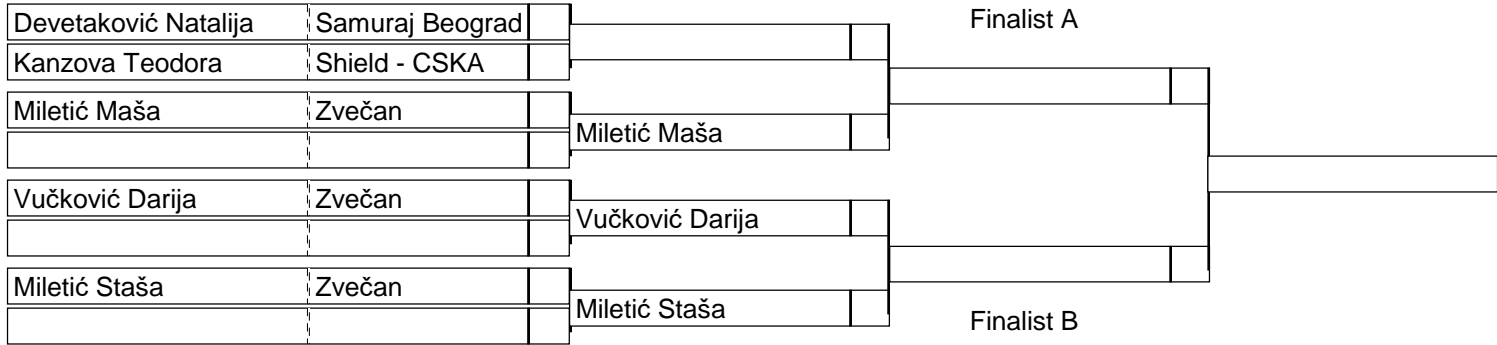 Devetaković Natalija Samuraj Beograd
Finalist A
Kanzova Teodora Shield - CSKA
Miletić Maša Zvečan
Miletić Maša
Vučković Darija Zvečan
Vučković Darija
Miletić Staša Zvečan
Miletić Staša
Finalist B